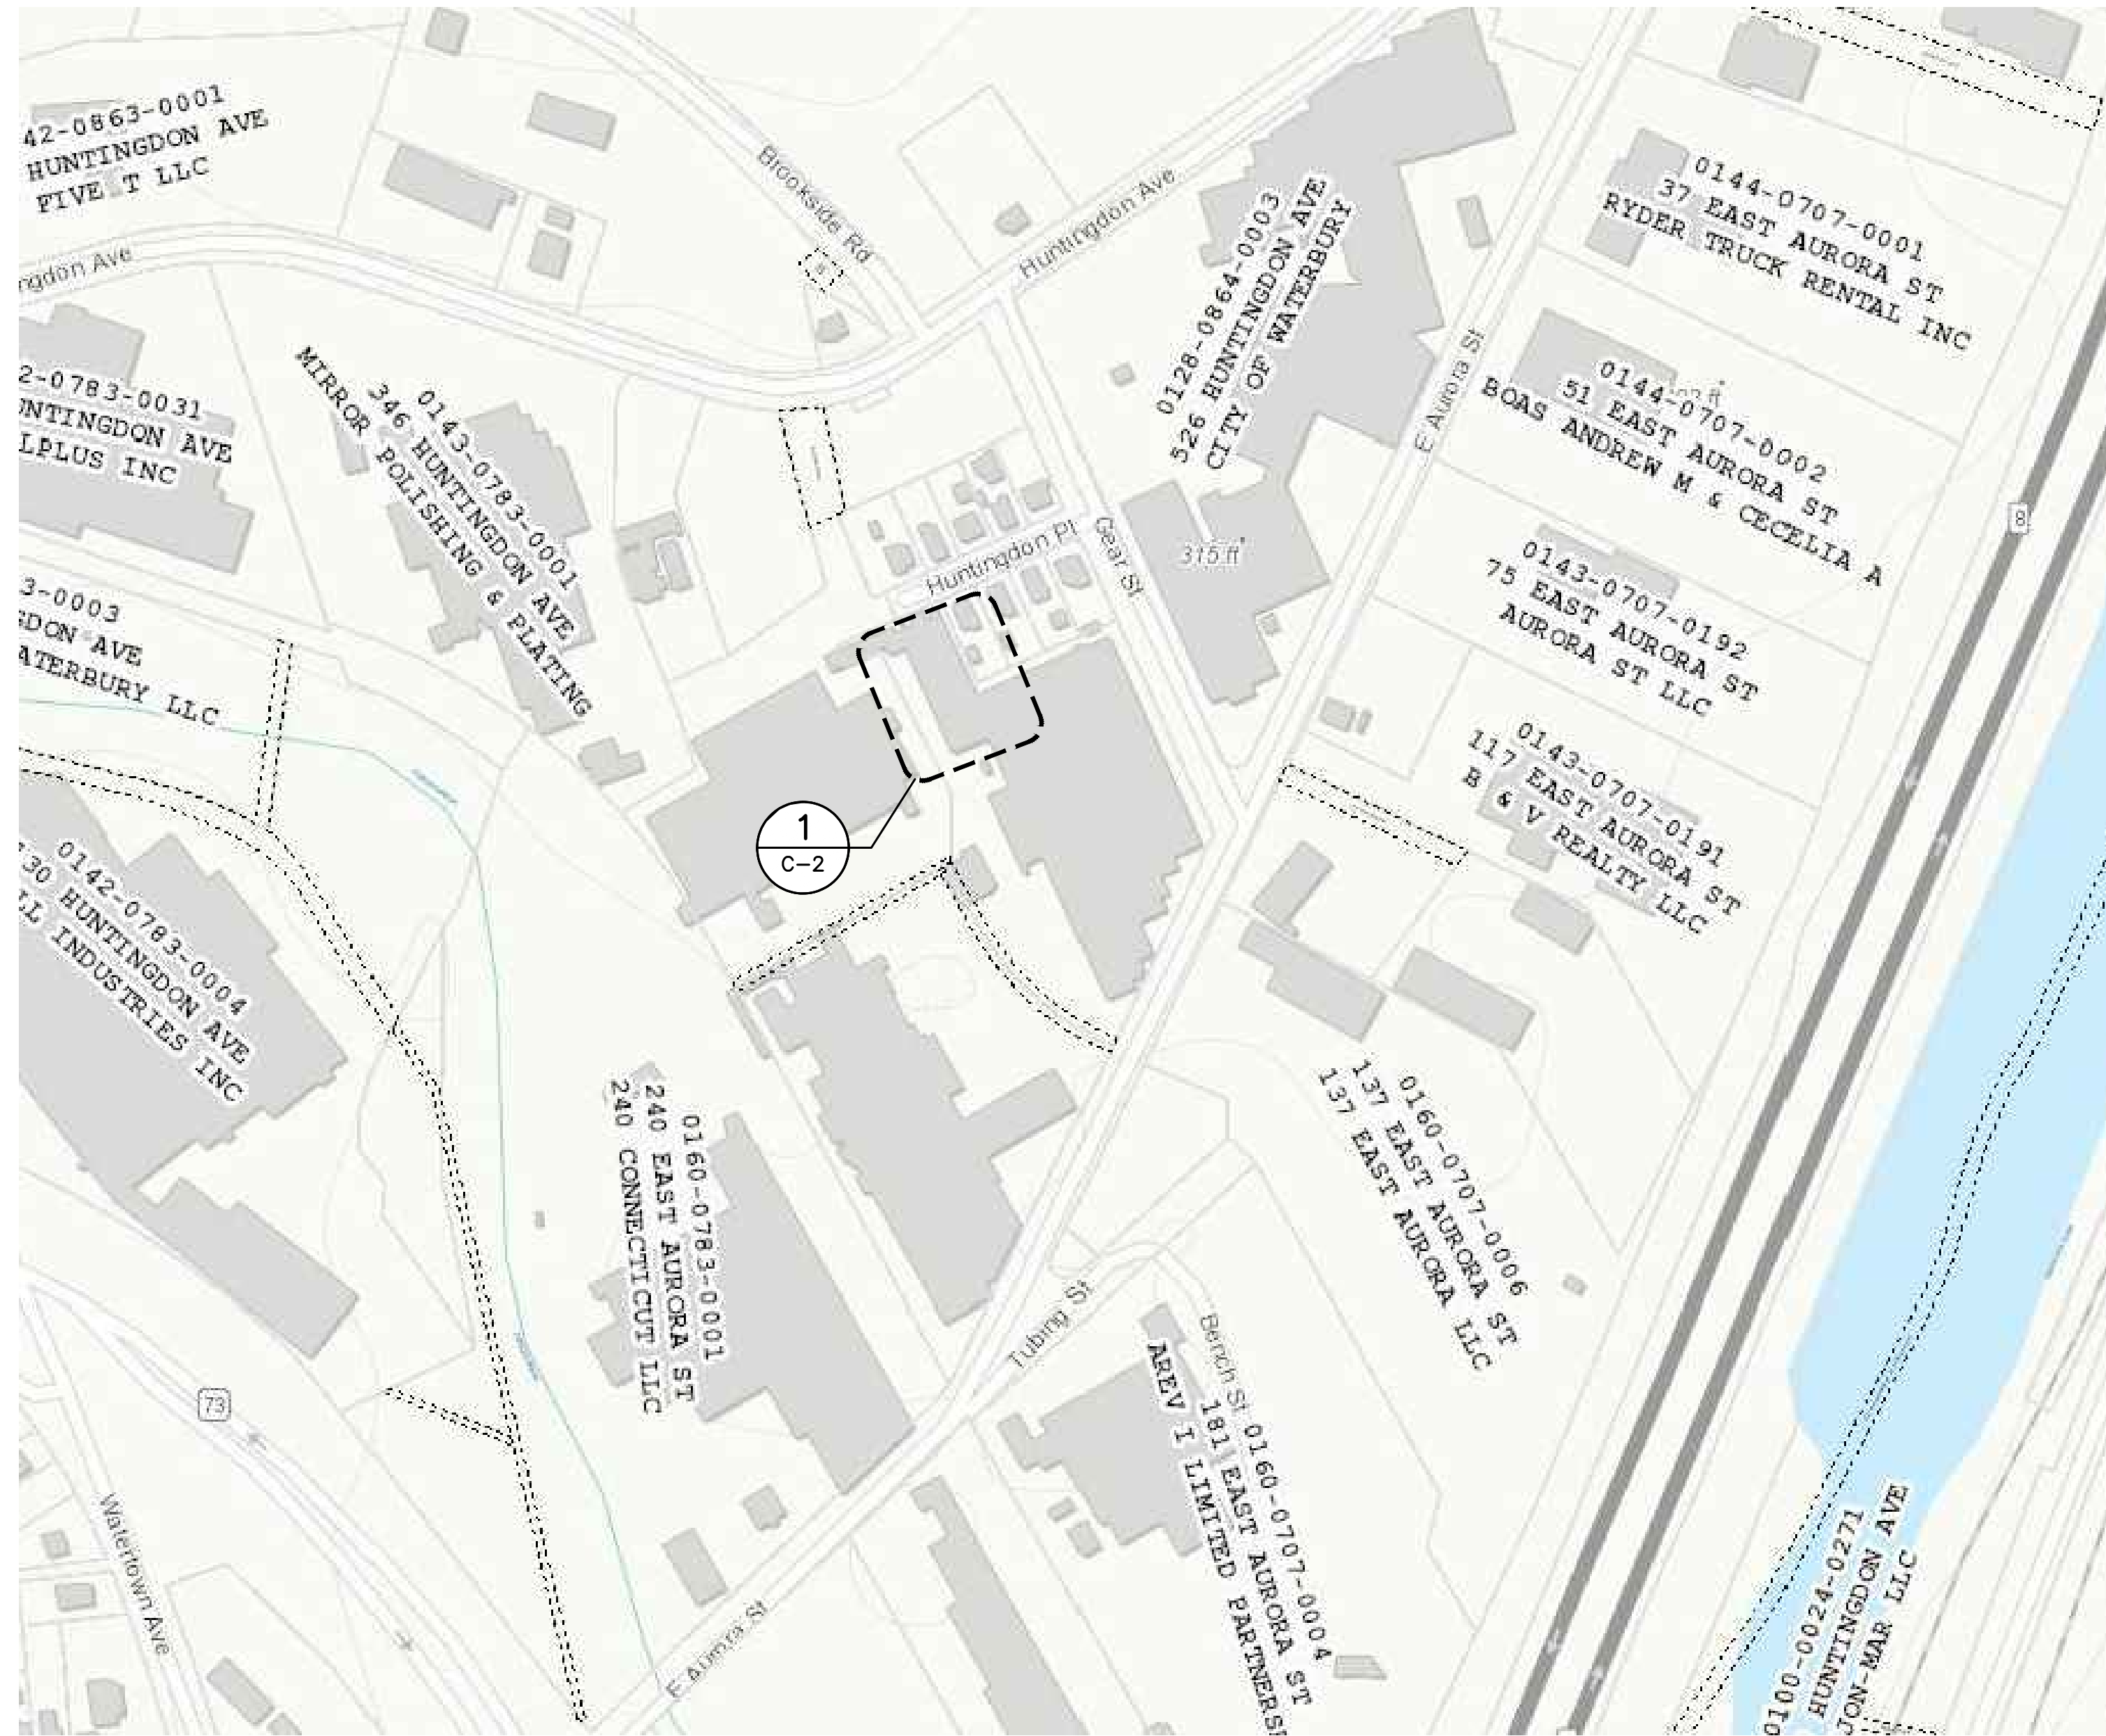 42-0863-0001
HUNTINGDON AVE
FIVE T LLC
ngdon Ave
Brookside Rd
Huntingdon Ave
0128-0864-0003
526 HUNTINGDON AVE
CITY OF WATERBURY
0144-0707-0001
37 EAST AURORA ST
RYDER TRUCK RENTAL INC
2-0783-0031
NTINGDON AVE
LPLUS INC
0143-0783-0001
346 HUNTINGDON AVE
MIRROR POLISHING & PLATING
E Aurora St
0144-0707-0002
51 EAST AURORA ST
BOAS ANDREW M & CECELIA A
8
Huntingdon Pl
Gear St
315 ft
0143-0707-0192
75 EAST AURORA ST
AURORA ST LLC
3-0003
GDON AVE
ATERBURY LLC
0143-0707-0191
117 EAST AURORA ST
B & V REALTY LLC
1
C-2
0142-0783-0004
130 HUNTINGDON AVE
LL INDUSTRIES INC
0160-0783-0001
240 EAST AURORA ST
240 CONNECTICUT LLC
0160-0707-0006
137 EAST AURORA ST
137 EAST AURORA LLC
Tubing St
Bench St
0160-0707-0004
181 EAST AURORA ST
AREV I LIMITED PARTNERS
73
Watertown Ave
E Aurora St
0100-0024-0271
HUNTINGDON AVE
JON-MAR LLC